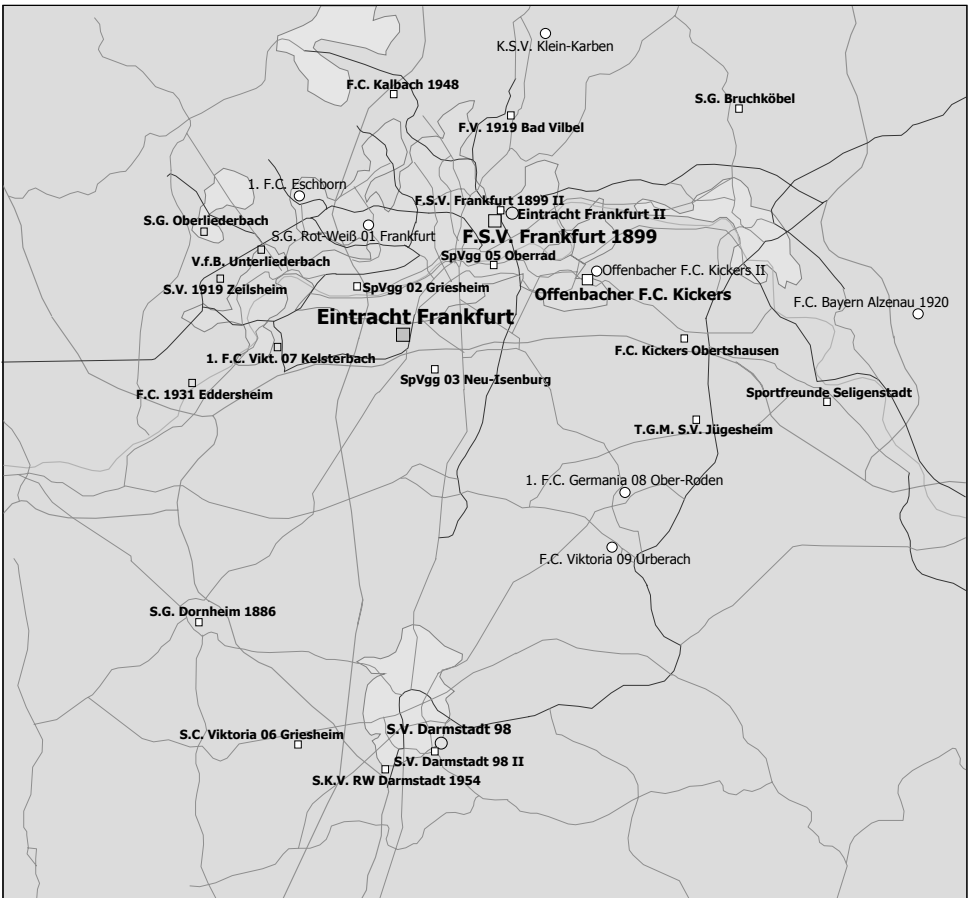 K.S.V. Klein-Karben
F.C. Kalbach 1948
S.G. Bruchköbel
F.V. 1919 Bad Vilbel
1. F.C. Eschborn
F.S.V. Frankfurt 1899 II
Eintracht Frankfurt II
S.G. Oberliederbach
S.G. Rot-Weiß 01 Frankfurt
F.S.V. Frankfurt 1899
V.f.B. Unterliederbach
SpVgg 05 Oberrad
Offenbacher F.C. Kickers II
S.V. 1919 Zeilsheim
SpVgg 02 Griesheim
Offenbacher F.C. Kickers
F.C. Bayern Alzenau 1920
Eintracht Frankfurt
1. F.C. Vikt. 07 Kelsterbach
F.C. Kickers Obertshausen
SpVgg 03 Neu-Isenburg
F.C. 1931 Eddersheim
Sportfreunde Seligenstadt
T.G.M. S.V. Jügesheim
1. F.C. Germania 08 Ober-Roden
F.C. Viktoria 09 Urberach
S.G. Dornheim 1886
S.V. Darmstadt 98
S.C. Viktoria 06 Griesheim
S.V. Darmstadt 98 II
S.K.V. RW Darmstadt 1954